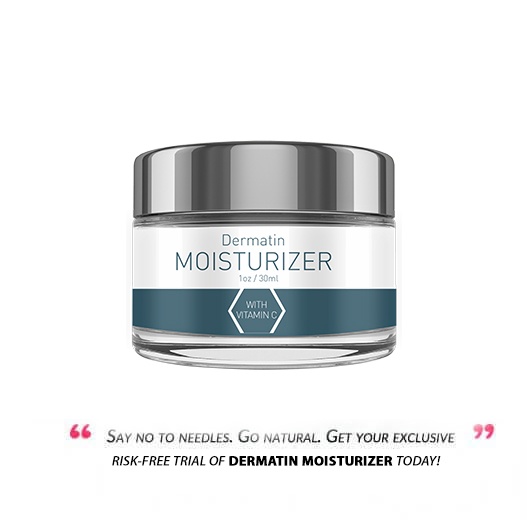 Dermatin
MOISTURIZER
1oz / 30ml
WITH
VITAMIN C
“ SAY NO TO NEEDLES. GO NATURAL. GET YOUR EXCLUSIVE ”
RISK-FREE TRIAL OF DERMATIN MOISTURIZER TODAY!